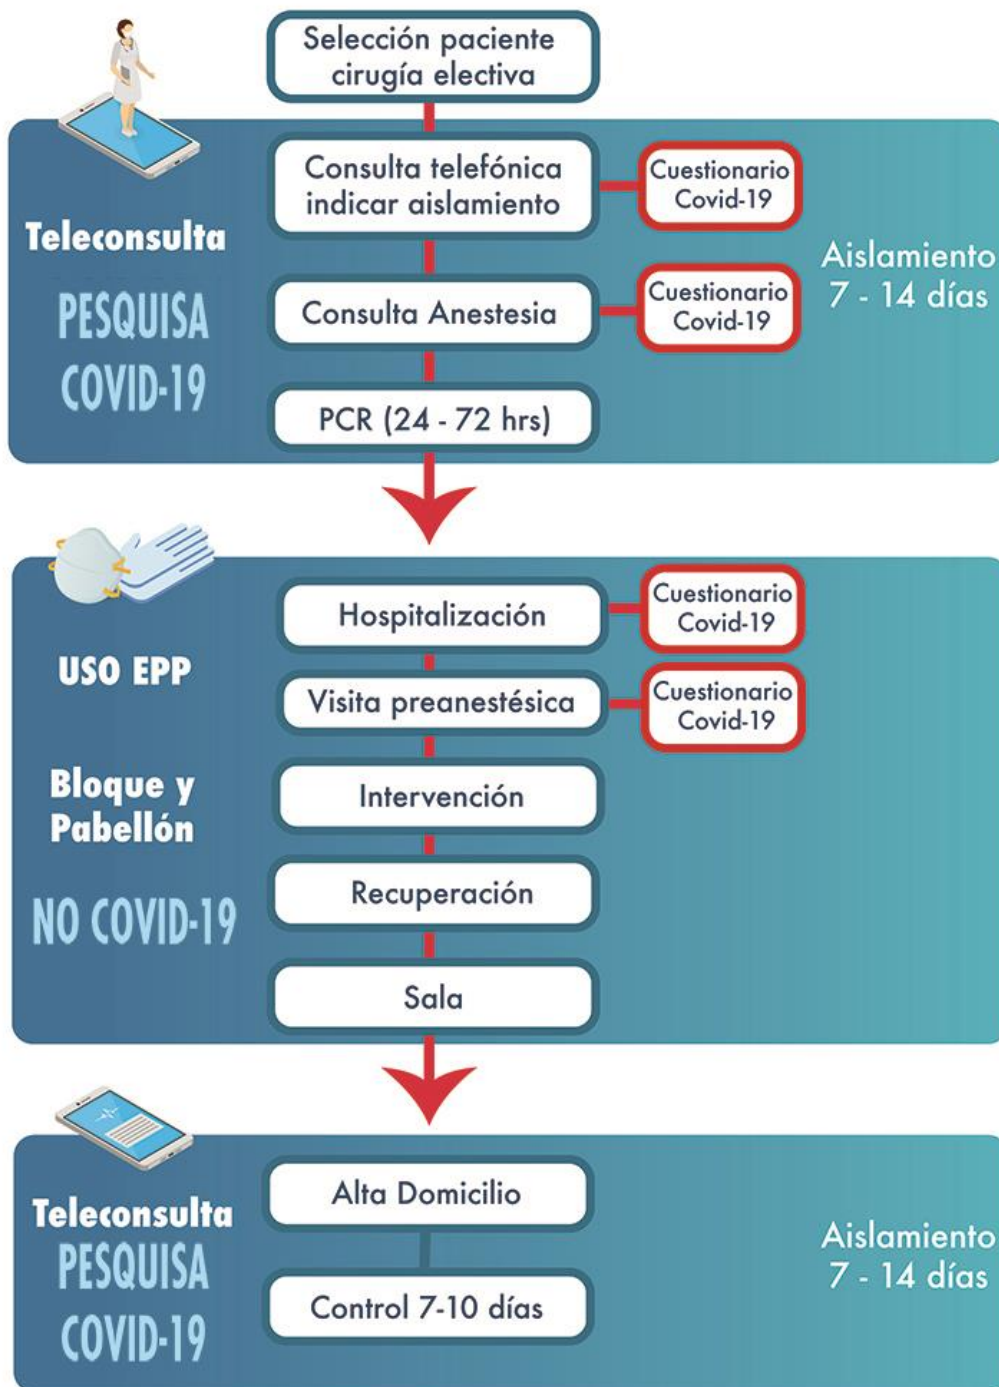 Selección paciente
cirugía electiva
Consulta telefónica
indicar aislamiento
Cuestionario
Covid-19
Teleconsulta
PESQUISA
COVID-19
Aislamiento
7 - 14 días
Consulta Anestesia
Cuestionario
Covid-19
PCR (24 - 72 hrs)
USO EPP
Bloque y
Pabellón
NO COVID-19
Hospitalización
Cuestionario
Covid-19
Visita preanestésica
Cuestionario
Covid-19
Intervención
Recuperación
Sala
Teleconsulta
PESQUISA
COVID-19
Alta Domicilio
Control 7-10 días
Aislamiento
7 - 14 días